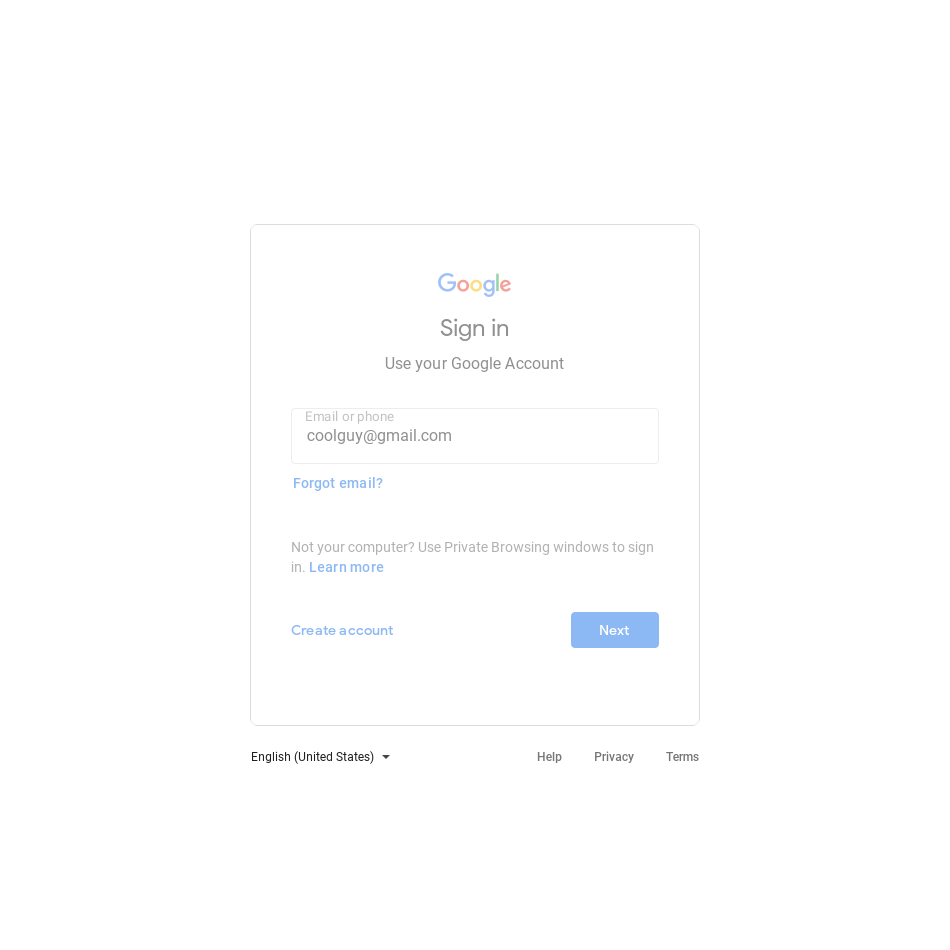 Google
Sign in
Use your Google Account
Email or phone
coolguy@gmail.com
Forgot email?
Not your computer? Use Private Browsing windows to sign
in. Learn more
Create account
Next
English (United States)
Help
Privacy
Terms